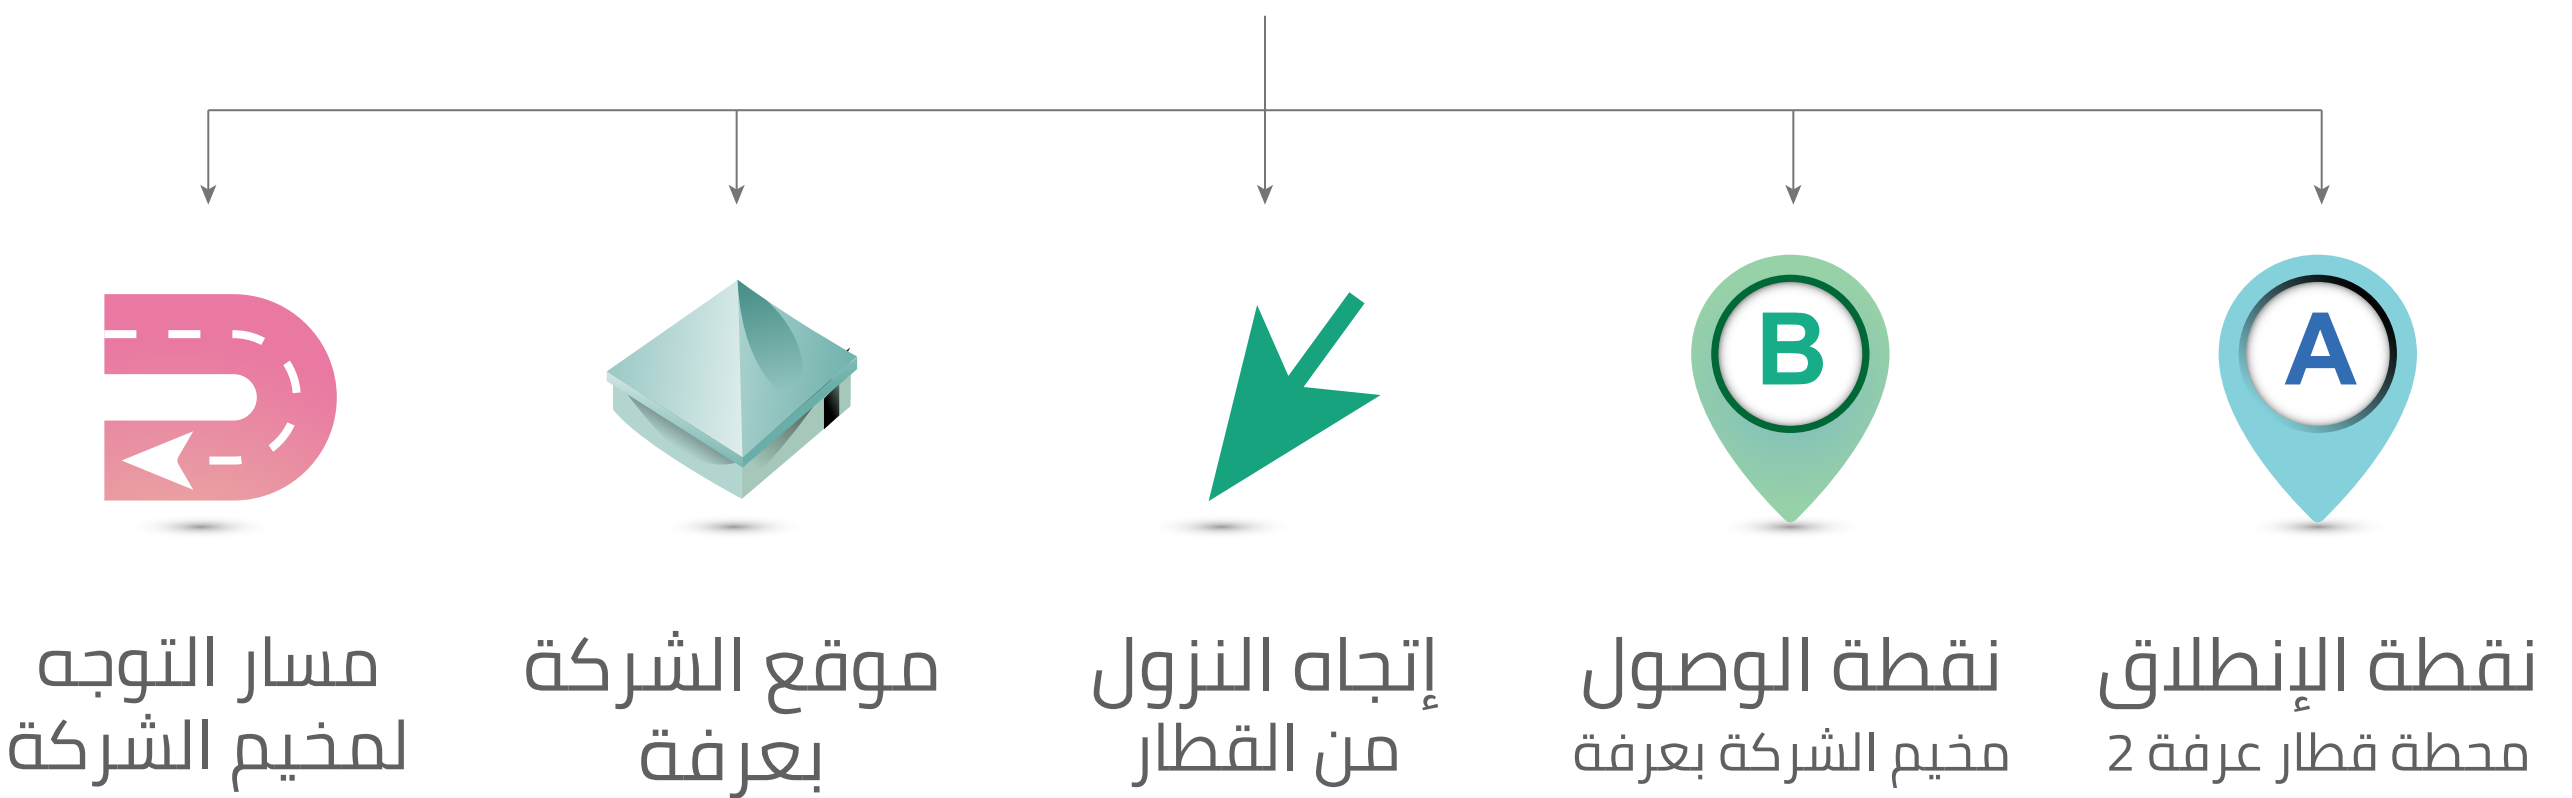 A
نقطة الإنطلاق
محطة قطار عرفة 2
B
نقطة الوصول
مخيم الشركة بعرفة
إتجاه النزول
من القطار
موقع الشركة
بعرفة
مسار التوجه
لمخيم الشركة